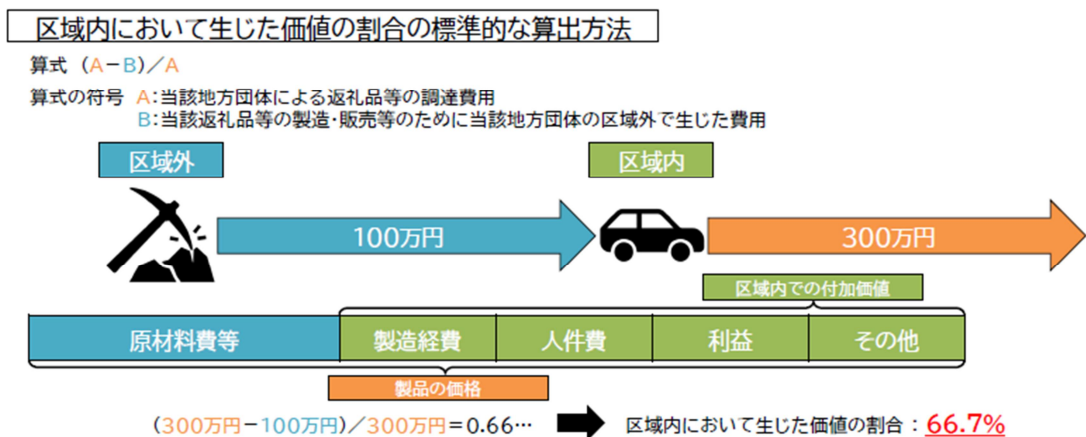 区域内において生じた価値の割合の標準的な算出方法
算式 (A-B)/A
算式の符号 A:当該地方団体による返礼品等の調達費用
B:当該返礼品等の製造・販売等のために当該地方団体の区域外で生じた費用
区域外
区域内
100万円
300万円
区域内での付加価値
原材料費等
製造経費
人件費
利益
その他
製品の価格
(300万円-100万円)/300万円=0.66…
区域内において生じた価値の割合:66.7%